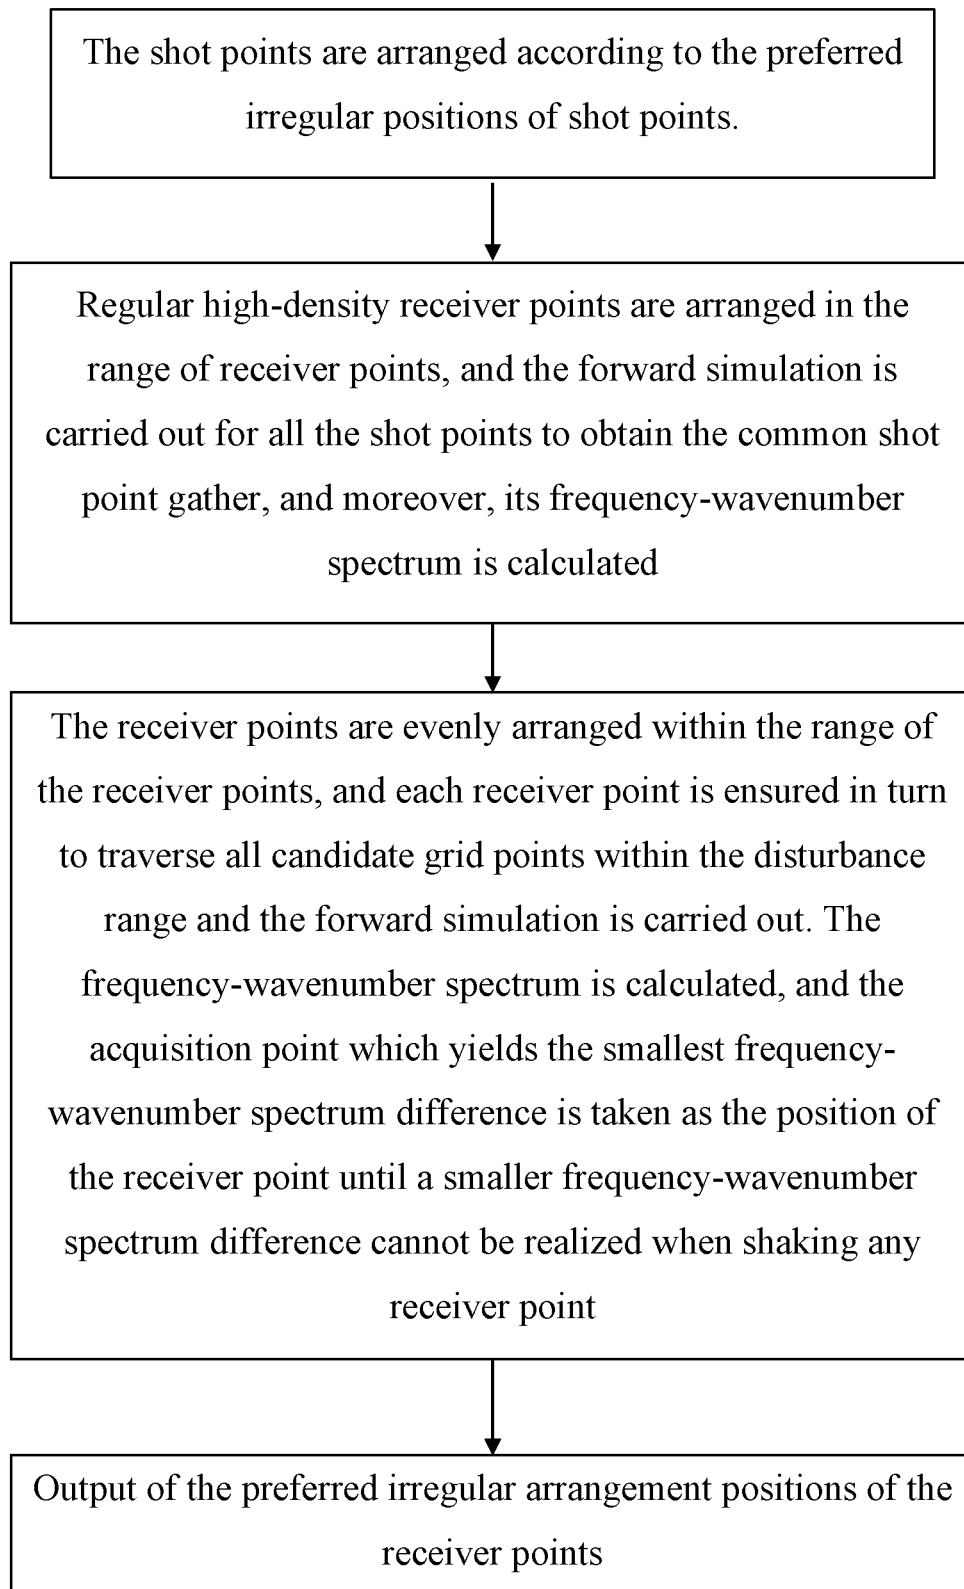 The shot points are arranged according to the preferred
irregular positions of shot points.
Regular high-density receiver points are arranged in the
range of receiver points, and the forward simulation is
carried out for all the shot points to obtain the common shot
point gather, and moreover, its frequency-wavenumber
spectrum is calculated
The receiver points are evenly arranged within the range of
the receiver points, and each receiver point is ensured in turn
to traverse all candidate grid points within the disturbance
range and the forward simulation is carried out. The
frequency-wavenumber spectrum is calculated, and the
acquisition point which yields the smallest frequency-
wavenumber spectrum difference is taken as the position of
the receiver point until a smaller frequency-wavenumber
spectrum difference cannot be realized when shaking any
receiver point
Output of the preferred irregular arrangement positions of the
receiver points